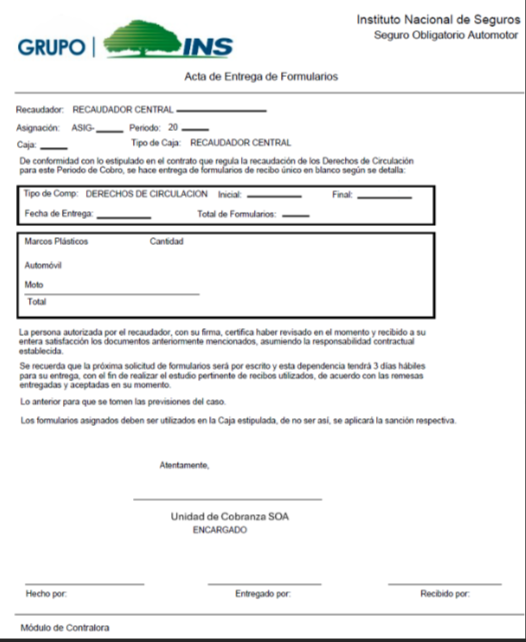 Instituto Nacional de Seguros
Seguro Obligatorio Automotor
GRUPO | INS
Acta de Entrega de Formularios
Recaudador: RECAUDADOR CENTRAL
Asignación: ASIG- Periodo: 20
Caja: Tipo de Caja: RECAUDADOR CENTRAL
De conformidad con lo estipulado en el contrato que regula la recaudación de los Derechos de Circulación
para este Periodo de Cobro, se hace entrega de formularios de recibo único en blanco según se detalla:
Tipo de Comp: DERECHOS DE CIRCULACION Inicial: Final:
Fecha de Entrega: Total de Formularios:
Marcos Plásticos Cantidad
Automóvil
Moto
Total
La persona autorizada por el recaudador, con su firma, certifica haber revisado en el momento y recibido a su
entera satisfacción los documentos anteriormente mencionados, asumiendo la responsabilidad contractual
establecida.
Se recuerda que la próxima solicitud de formularios será por escrito y esta dependencia tendrá 3 días hábiles
para su entrega, con el fin de realizar el estudio pertinente de recibos utilizados, de acuerdo con las remesas
entregadas y aceptadas en su momento.
Lo anterior para que se tomen las previsiones del caso.
Los formularios asignados deben ser utilizados en la Caja estipulada, de no ser así, se aplicará la sanción respectiva.
Atentamente,
Unidad de Cobranza SOA
ENCARGADO
Hecho por: Entregado por: Recibido por:
Módulo de Contralora